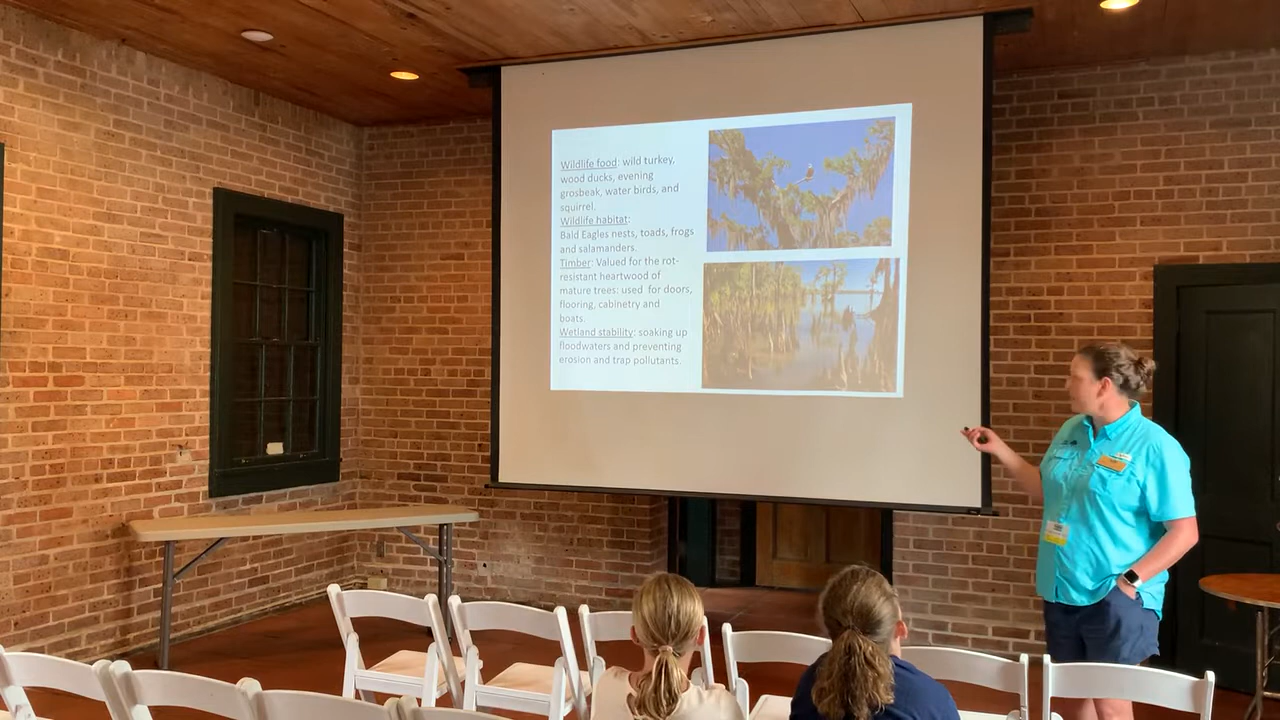 Wildlife food: wild turkey,
wood ducks, evening
grosbeak, water birds, and
squirrel.
Wildlife habitat:
Bald Eagles nests, toads, frogs
and salamanders.
Timber: Valued for the rot-
resistant heartwood of
mature trees: used for doors,
flooring, cabinetry and
boats.
Wetland stability: soaking up
floodwaters and preventing
erosion and trap pollutants.